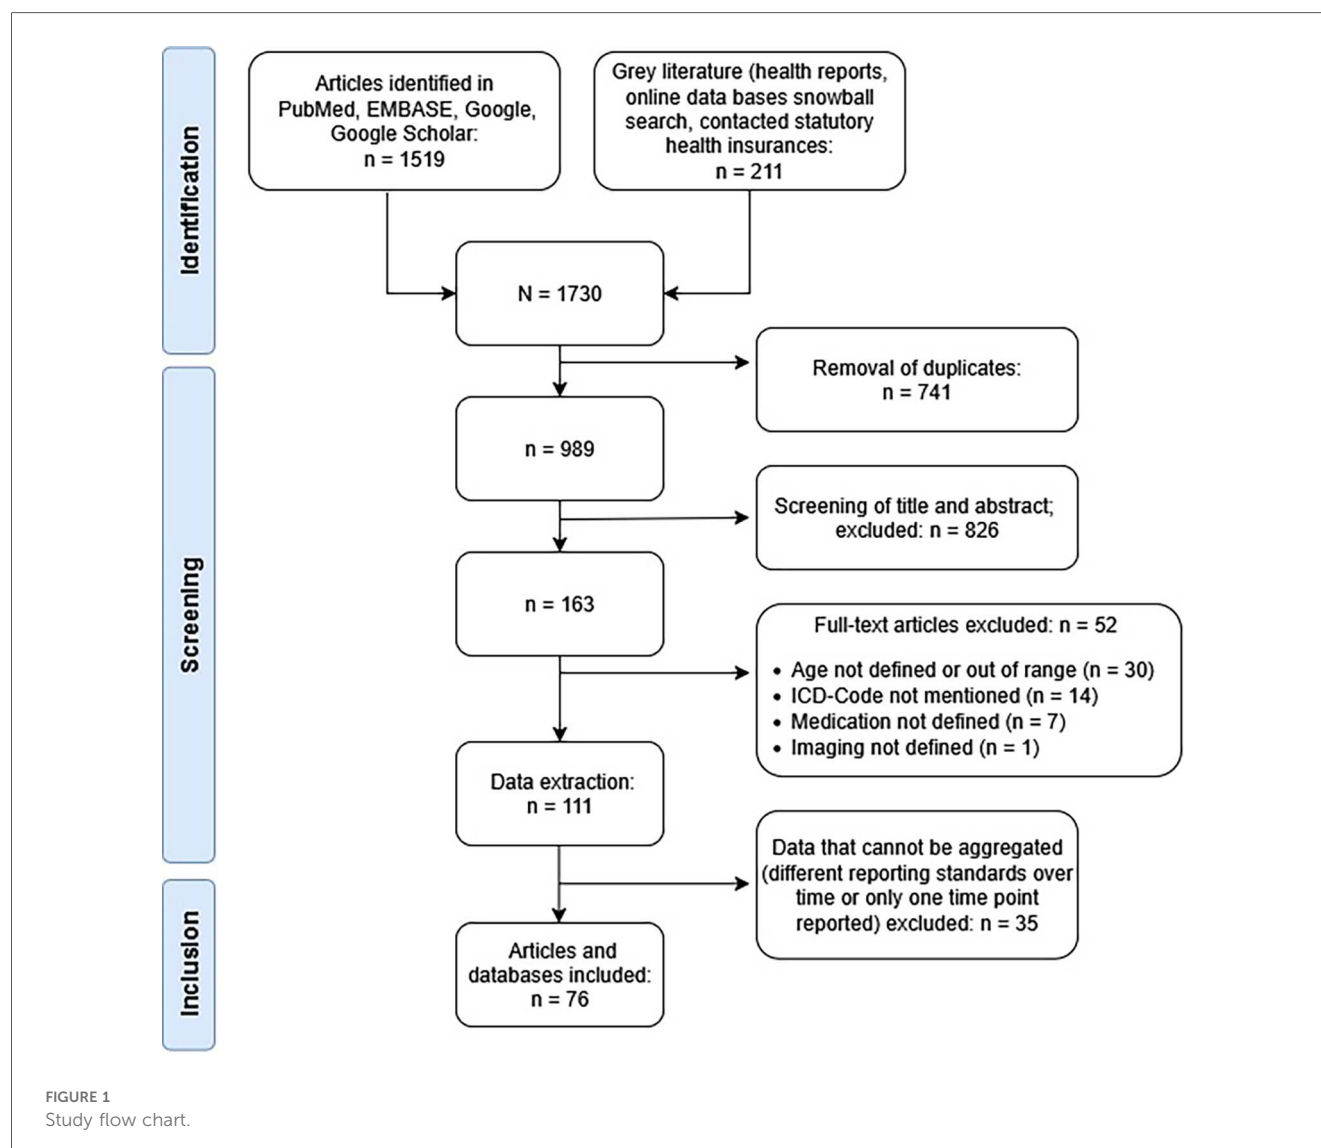 Identification
Articles identified in
PubMed, EMBASE, Google,
Google Scholar:
n = 1519
Grey literature (health reports,
online data bases snowball
search, contacted statutory
health insurances:
n = 211
N = 1730
Removal of duplicates:
n = 741
Screening
n = 989
Screening of title and abstract;
excluded: n = 826
n = 163
Full-text articles excluded: n = 52
• Age not defined or out of range (n = 30)
• ICD-Code not mentioned (n = 14)
• Medication not defined (n = 7)
• Imaging not defined (n = 1)
Data extraction:
n = 111
Data that cannot be aggregated
(different reporting standards over
time or only one time point
reported) excluded: n = 35
Inclusion
Articles and
databases included:
n = 76
FIGURE 1
Study flow chart.